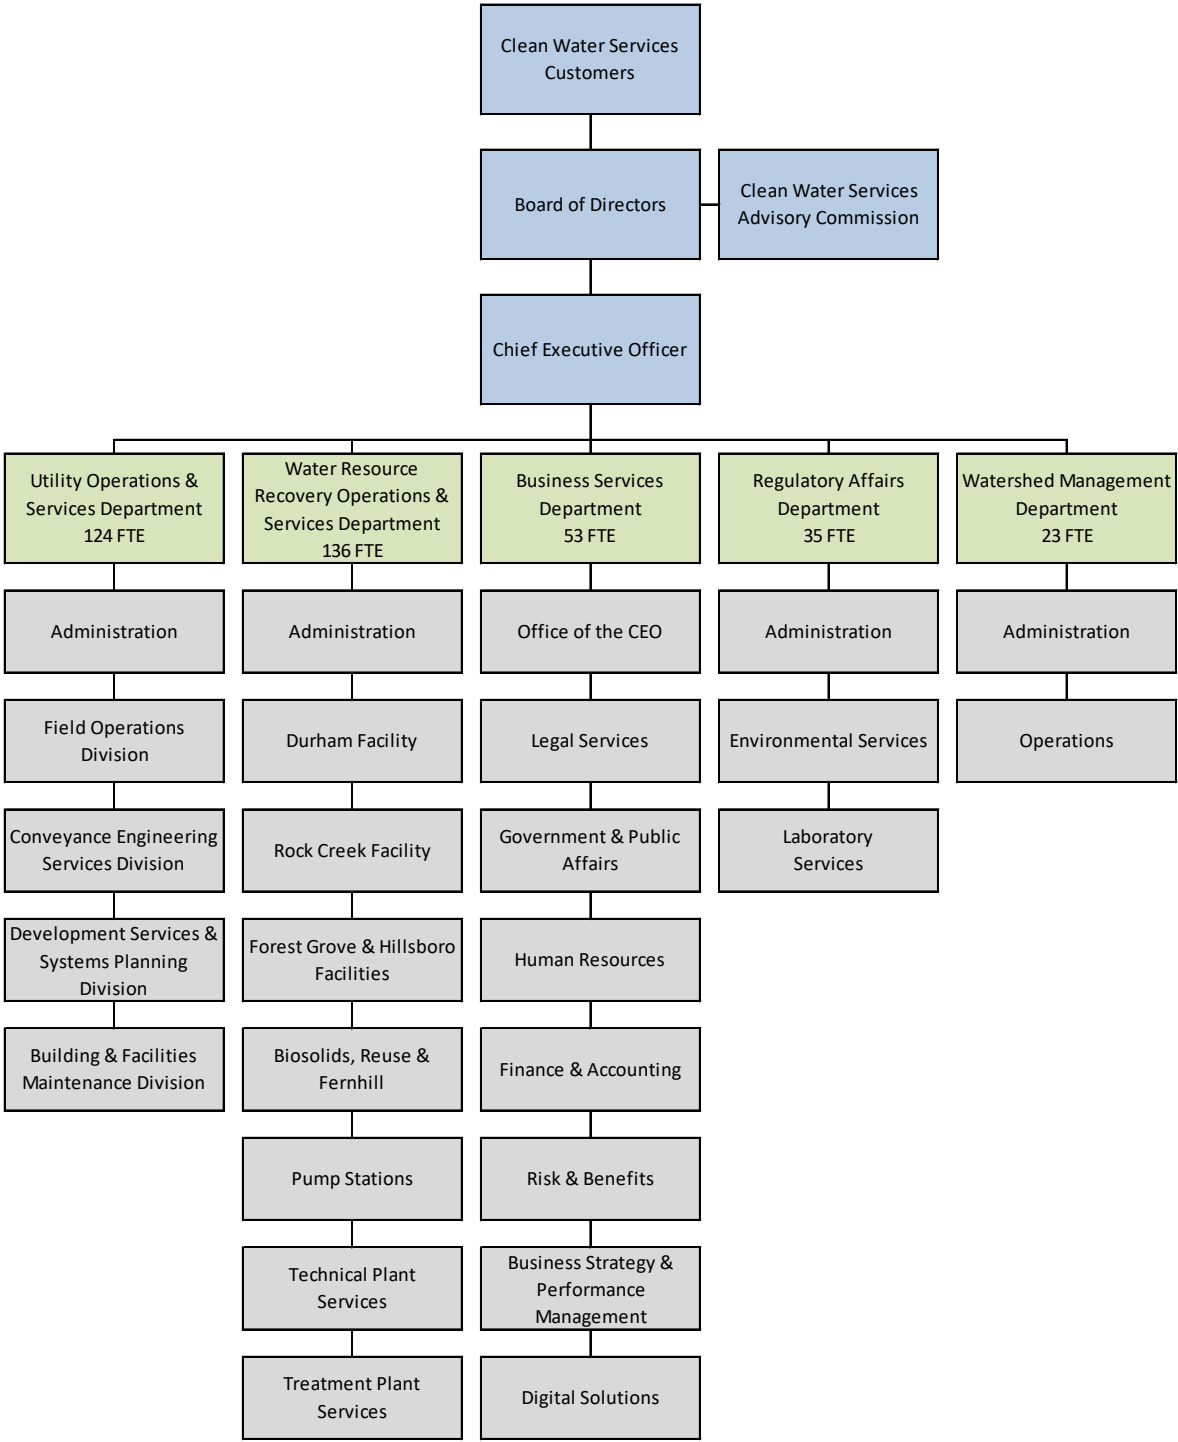 Clean Water Services
Customers
Board of Directors
Clean Water Services
Advisory Commission
Chief Executive Officer
Utility Operations &
Services Department
124 FTE
Water Resource
Recovery Operations &
Services Department
136 FTE
Business Services
Department
53 FTE
Regulatory Affairs
Department
35 FTE
Watershed Management
Department
23 FTE
Administration
Field Operations
Division
Conveyance Engineering
Services Division
Development Services &
Systems Planning
Division
Building & Facilities
Maintenance Division
Administration
Durham Facility
Rock Creek Facility
Forest Grove & Hillsboro
Facilities
Biosolids, Reuse &
Fernhill
Pump Stations
Technical Plant
Services
Treatment Plant
Services
Office of the CEO
Legal Services
Government & Public
Affairs
Human Resources
Finance & Accounting
Risk & Benefits
Business Strategy &
Performance
Management
Digital Solutions
Administration
Environmental Services
Laboratory
Services
Administration
Operations